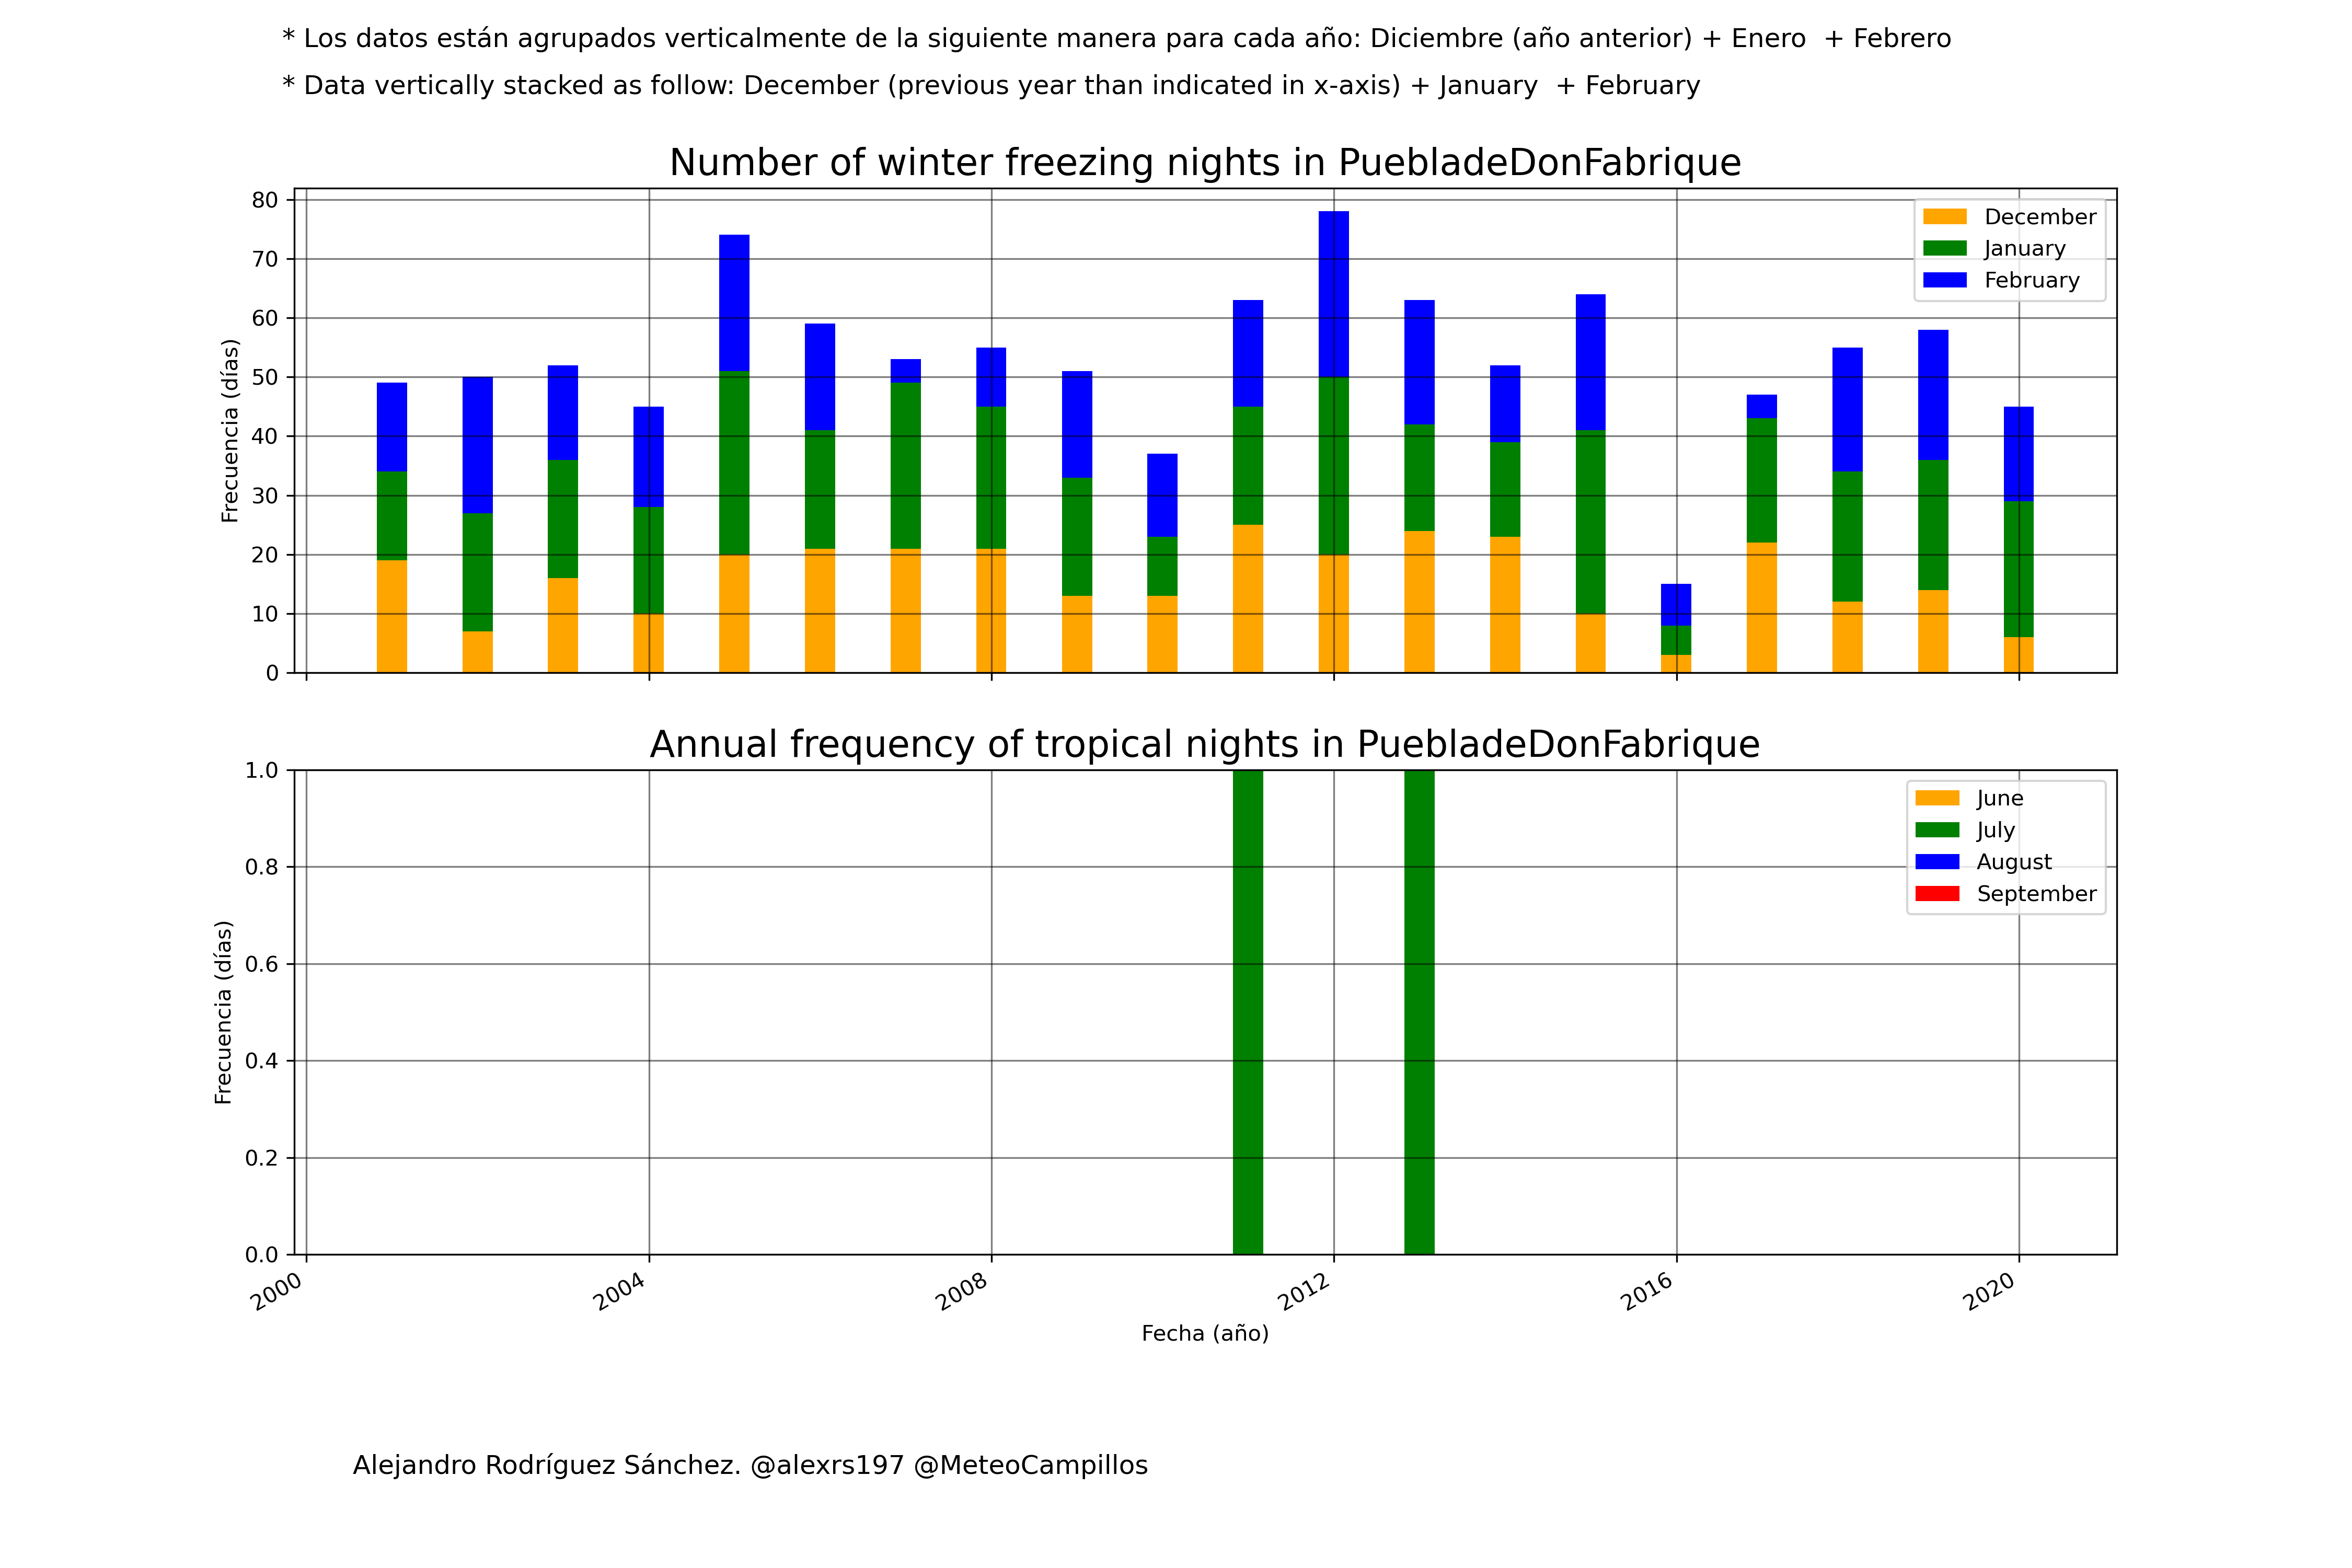 * Los datos están agrupados verticalmente de la siguiente manera para cada año: Diciembre (año anterior) + Enero  + Febrero
* Data vertically stacked as follow: December (previous year than indicated in x-axis) + January  + February
Number of winter freezing nights in PuebladeDonFabrique
80
70
60
50
40
30
20
10
0
Frecuencia (días)
December
January
February
Annual frequency of tropical nights in PuebladeDonFabrique
1.0
0.8
0.6
0.4
0.2
0.0
Frecuencia (días)
June
July
August
September
2000
2004
2008
2012
2016
2020
Fecha (año)
Alejandro Rodríguez Sánchez. @alexrs197 @MeteoCampillos